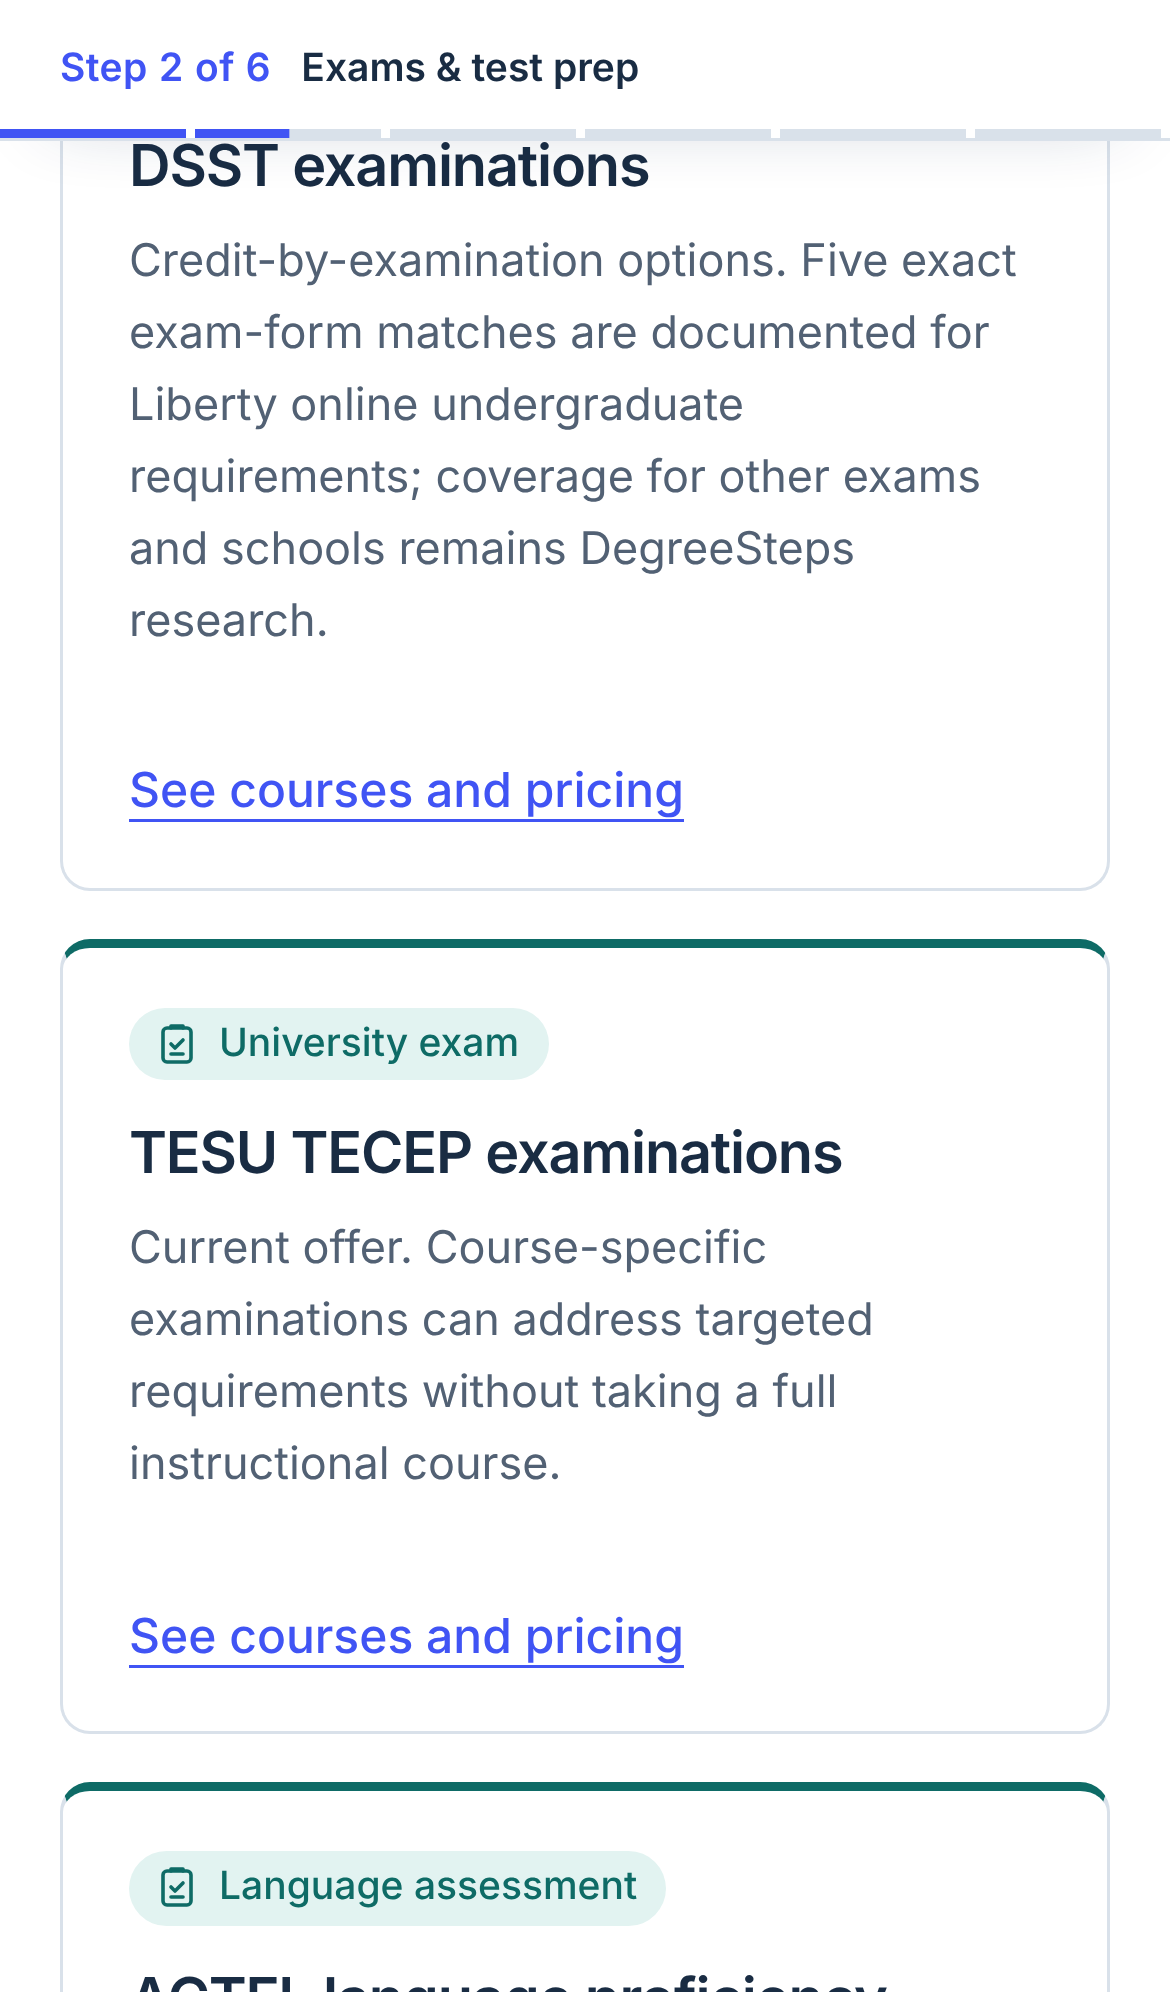 Step 2 of 6 Exams & test prep
DSST examinations
Credit-by-examination options. Five exact
exam-form matches are documented for
Liberty online undergraduate
requirements; coverage for other exams
and schools remains DegreeSteps
research.
See courses and pricing
University exam
TESU TECEP examinations
Current offer. Course-specific
examinations can address targeted
requirements without taking a full
instructional course.
See courses and pricing
Language assessment
ACTFL language proficiency